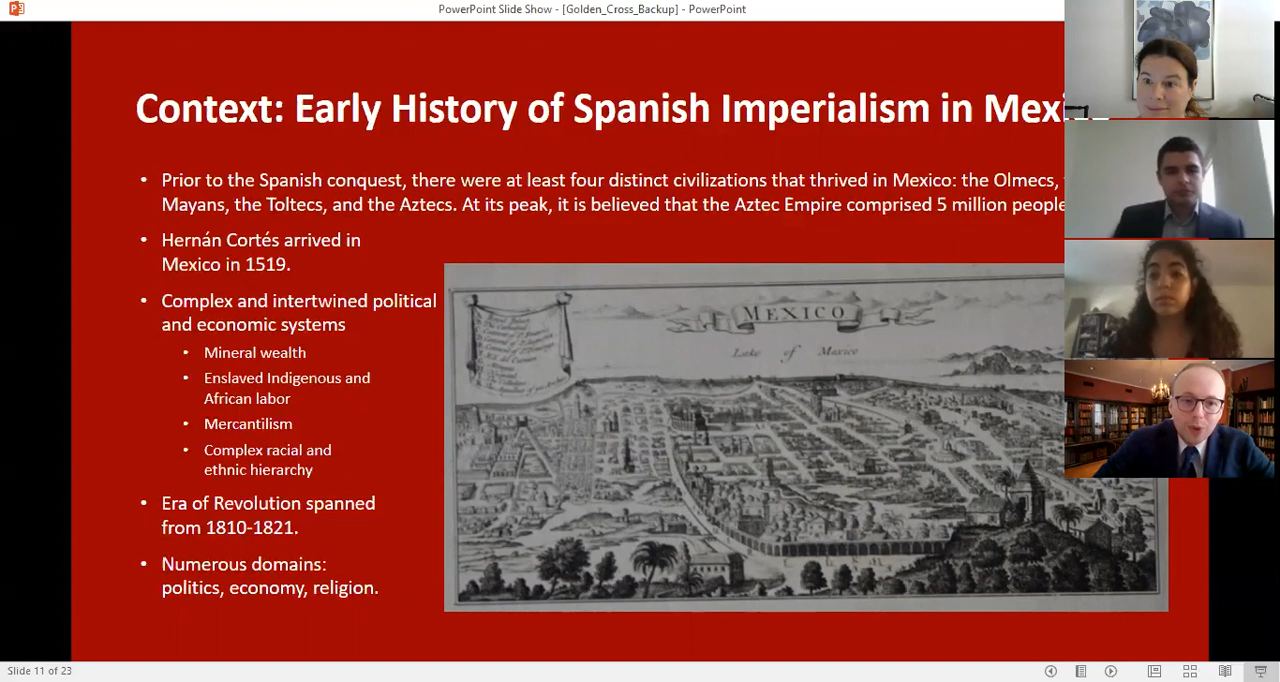 PowerPoint Slide Show - [Golden_Cross_Backup] - PowerPoint
Context: Early History of Spanish Imperialism in
• Prior to the Spanish conquest, there were at least four distinct civilizations that thrived in Mexico: the Olmecs,
Mayans, the Toltecs, and the Aztecs. At its peak, it is believed that the Aztec Empire comprised 5 million people
• Hernán Cortés arrived in
Mexico in 1519.
• Complex and intertwined political
and economic systems
• Mineral wealth
• Enslaved Indigenous and
African labor
• Mercantilism
• Complex racial and
ethnic hierarchy
• Era of Revolution spanned
from 1810-1821.
• Numerous domains:
politics, economy, religion.
MEXICO
Lake of Mexico
Slide 11 of 23